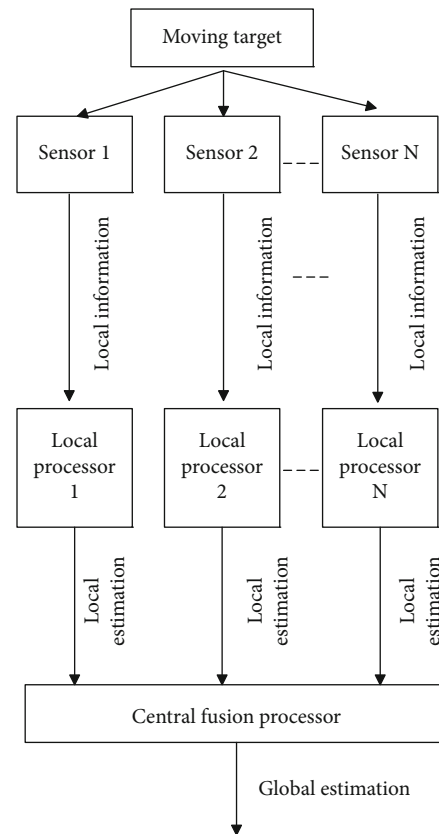 Moving target
Sensor 1
Sensor 2
Sensor N
Local information
Local information
Local information
Local
processor
1
Local
processor
2
Local
processor
N
Local
estimation
Local
estimation
Local
estimation
Central fusion processor
Global estimation